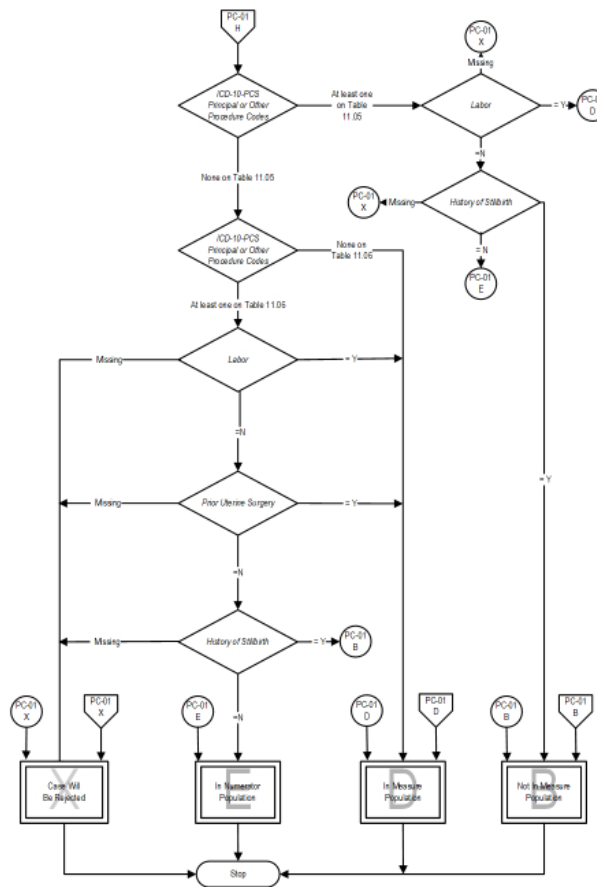 PC-01
H
PC-01
X
Missing
ICD-10-PCS
Principal or Other
Procedure Codes
At least one
on Table
11.05
Labor
= Y
PC-01
D
=N
None on Table 11.05
PC-01
X
Missing
History of Stillbirth
= N
PC-01
E
ICD-10-PCS
Principal or Other
Procedure Codes
None on
Table 11.06
At least one on Table 11.06
Missing
Labor
= Y
=N
= Y
Missing
Prior Uterine Surgery
= Y
=N
Missing
History of Stillbirth
= Y
PC-01
B
=N
PC-01
X
PC-01
X
PC-01
E
PC-01
D
PC-01
D
PC-01
B
PC-01
B
X
Case Will
Be Rejected
E
In Numerator
Population
D
In Measure
Population
B
Not In Measure
Population
Stop